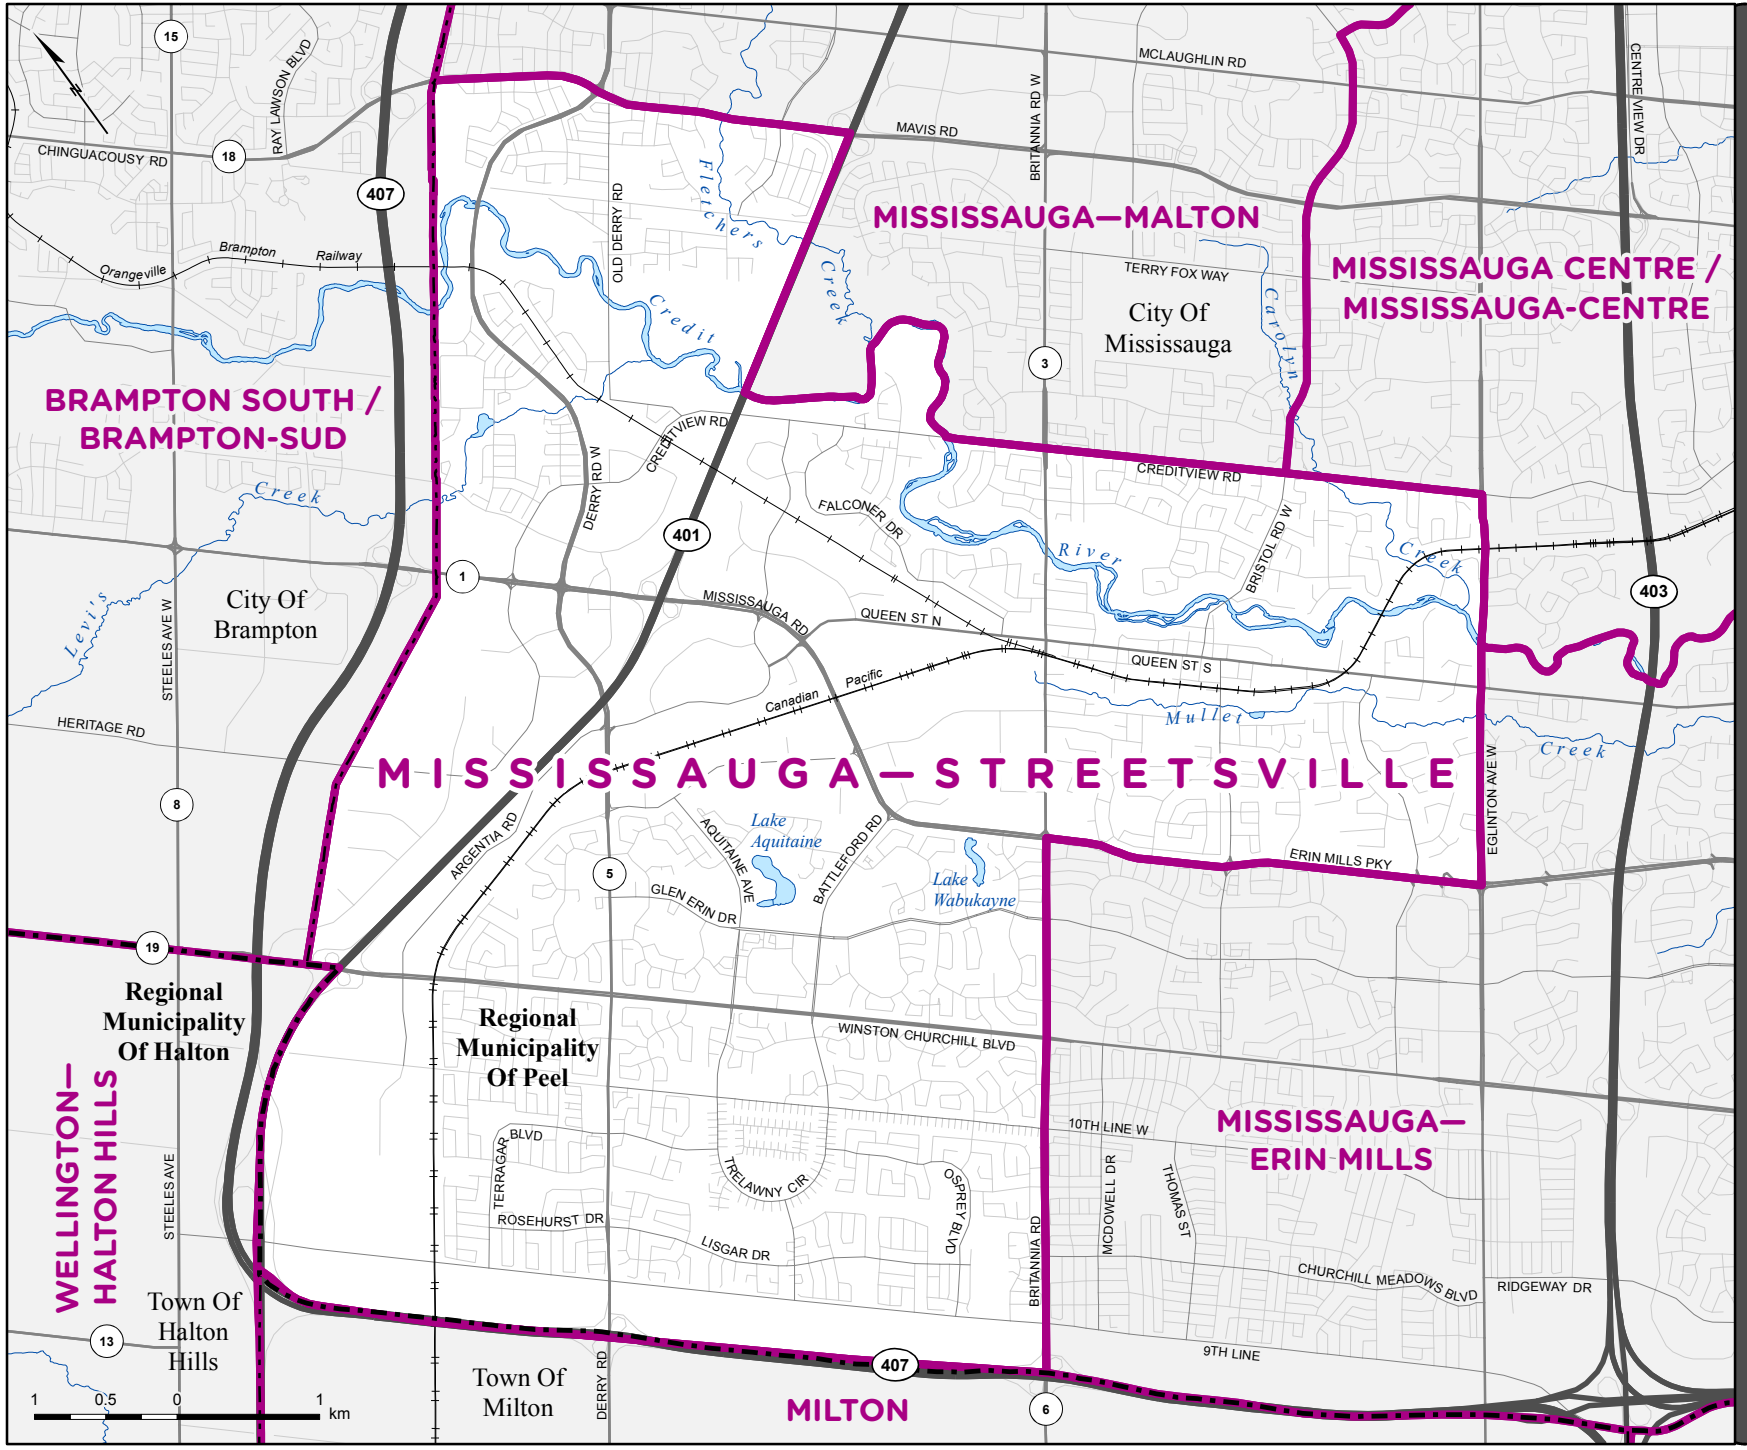 15
RAY LAWSON BLVD
N
CHINGUACOUSY RD
18
407
MCLAUGHLIN RD
MAVIS RD
BRITANNIA RD W
CENTRE VIEW DR
OLD DERRY RD
Fletchers
Creek
MISSISSAUGA—MALTON
TERRY FOX WAY
City Of
Mississauga
Carolyn
Creek
MISSISSAUGA CENTRE /
MISSISSAUGA-CENTRE
Orangeville
Brampton
Railway
Credit
River
3
BRAMPTON SOUTH /
BRAMPTON-SUD
CREDITVIEW RD
DERRY RD W
CREDITVIEW RD
Creek
FALCONER DR
401
BRISTOL RD W
403
1
City Of
Brampton
Levi's
STEELES AVE W
MISSISSAUGA RD
QUEEN ST N
QUEEN ST S
Canadian
Pacific
Mullet
Creek
HERITAGE RD
MISSISSAUGA—STREETSVILLE
EGLINTON AVE W
8
ARGENTIA RD
AQUITAINE AVE
Lake
Aquitaine
BATTLEFORD RD
Lake
Wabukayne
ERIN MILLS PKY
5
GLEN ERIN DR
19
Regional
Municipality
Of Halton
Regional
Municipality
Of Peel
WINSTON CHURCHILL BLVD
WELLINGTON—
HALTON HILLS
STEELES AVE
10TH LINE W
MISSISSAUGA—
ERIN MILLS
TERRAGAR
BLVD
TRELAWNY CIR
OSPREY BLVD
MCDOWELL DR
THOMAS ST
ROSEHURST DR
LISGAR DR
BRITANNIA RD
CHURCHILL MEADOWS BLVD
RIDGEWAY DR
Town Of
Halton
Hills
13
9TH LINE
407
DERRY RD
Town Of
Milton
MILTON
6
1 0.5 0 1
km